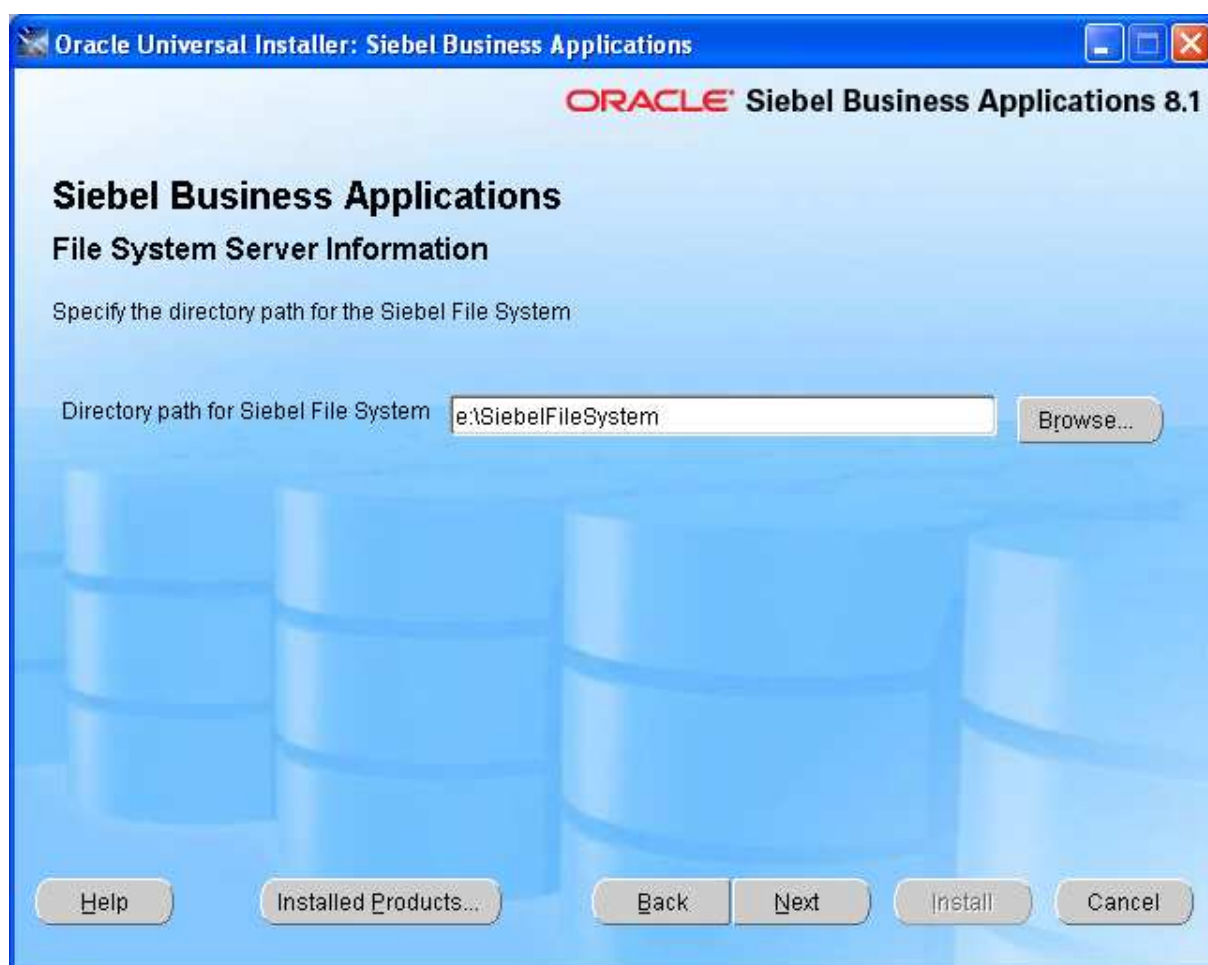 Oracle Universal Installer: Siebel Business Applications
ORACLE® Siebel Business Applications 8.1
Siebel Business Applications
File System Server Information
Specify the directory path for the Siebel File System
Directory path for Siebel File System e:\SiebelFileSystem Browse...
Help Installed Products... Back Next Install Cancel